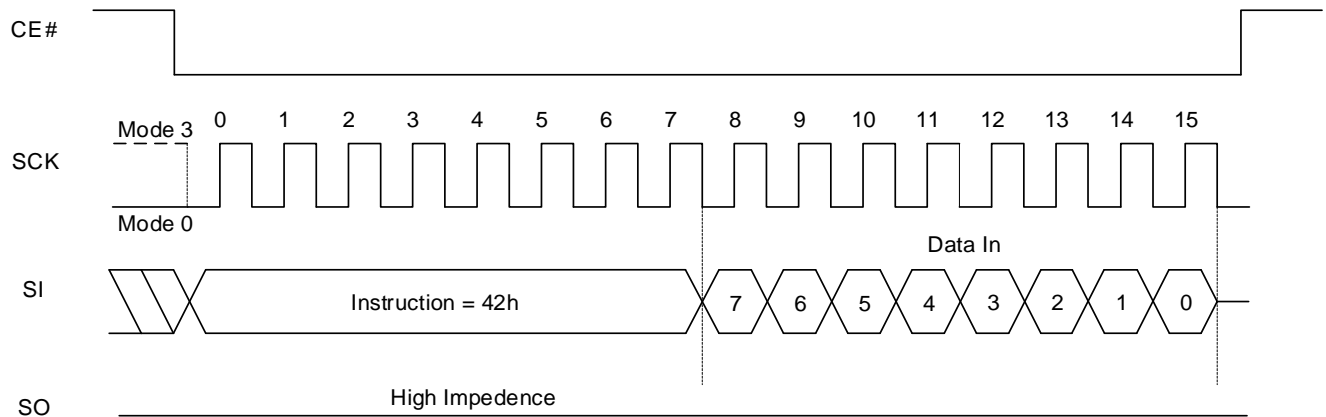 CE#
Mode 3
0 1 2 3 4 5 6 7 8 9 10 11 12 13 14 15
SCK
Mode 0
Data In
SI
Instruction = 42h
7 6 5 4 3 2 1 0
High Impedence
SO